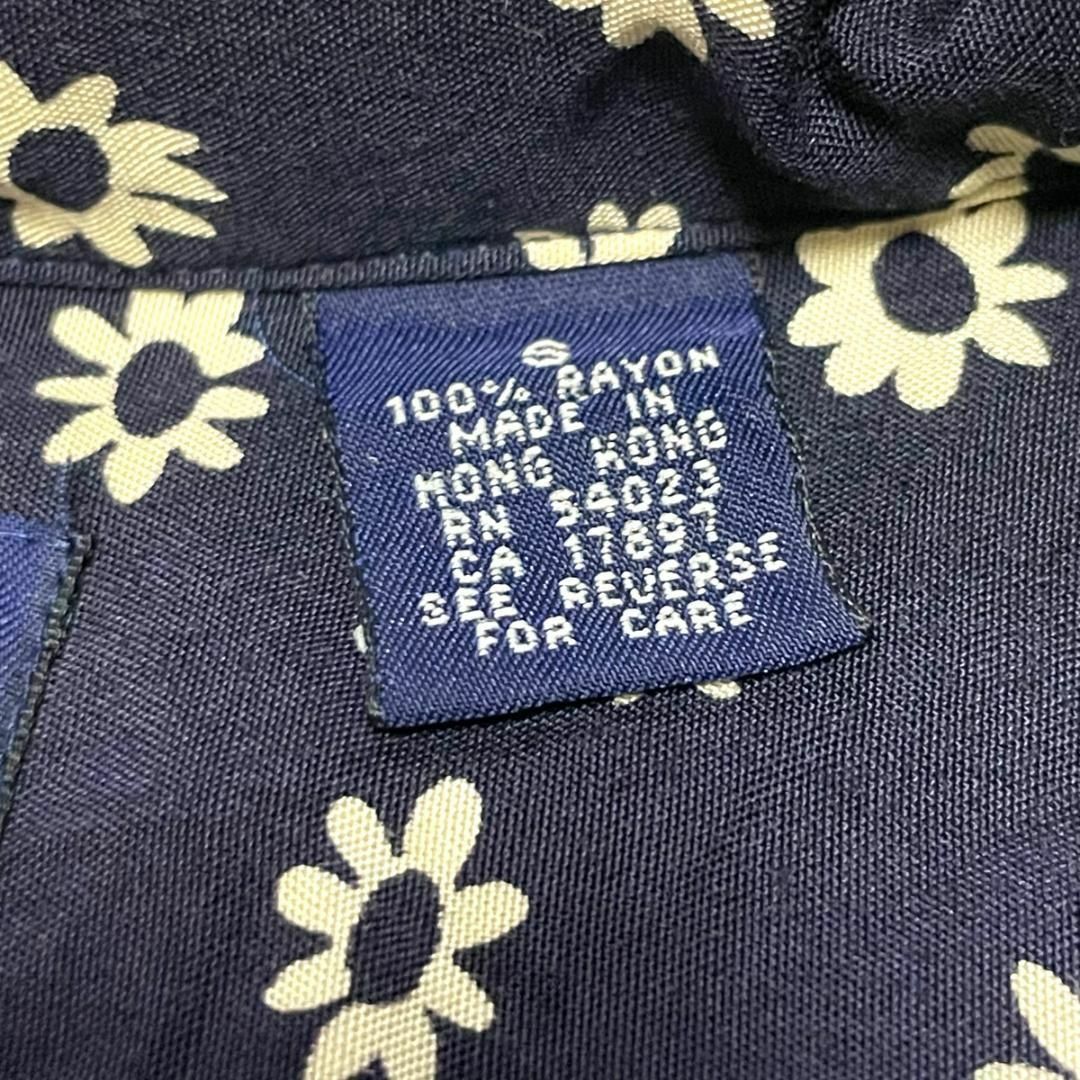 S
100% RAYON
MADE IN
HONG KONG
RN 54023
CA 17897
SEE REVERSE
FOR CARE